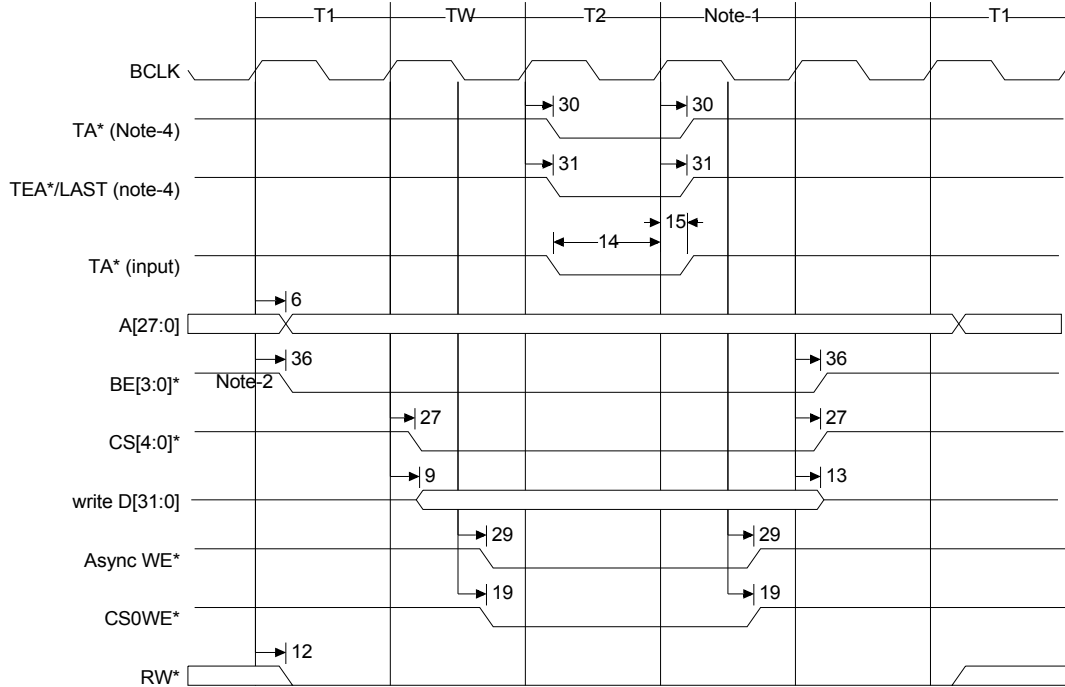 T1 TW T2 Note-1 T1
BCLK
30 30
TA* (Note-4)
31 31
TEA*/LAST (note-4)
15
14
TA* (input)
6
A[27:0]
36 36
Note-2
BE[3:0]*
27 27
CS[4:0]*
9 13
write D[31:0]
29 29
Async WE*
19 19
CS0WE*
12
RW*